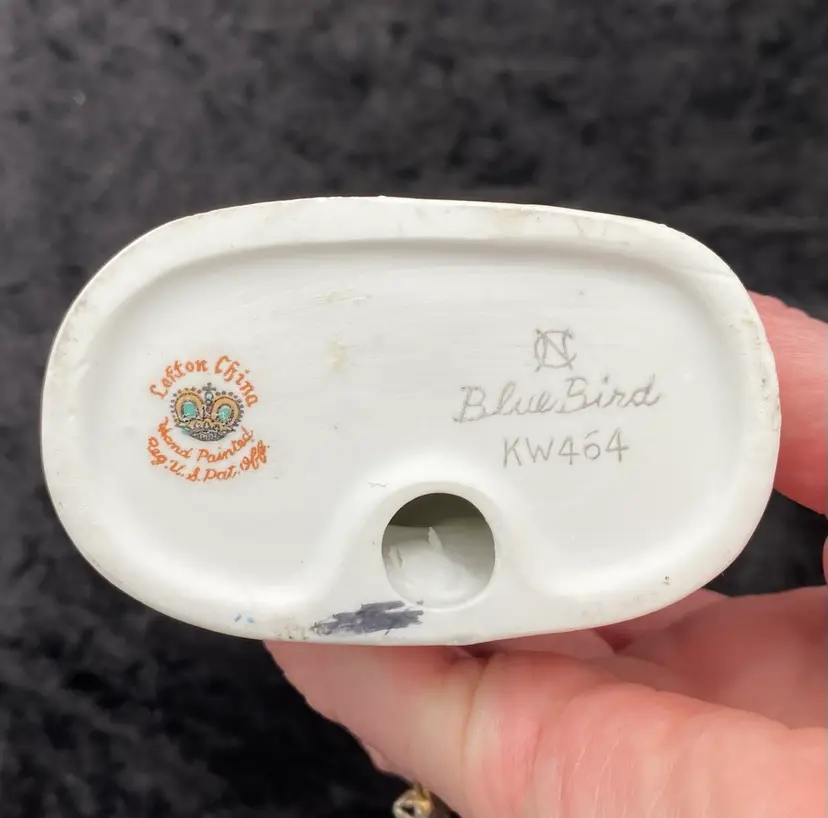 Lefton China
Hand Painted
Reg. U.S. Pat. Off.
NC
Blue Bird
KW464